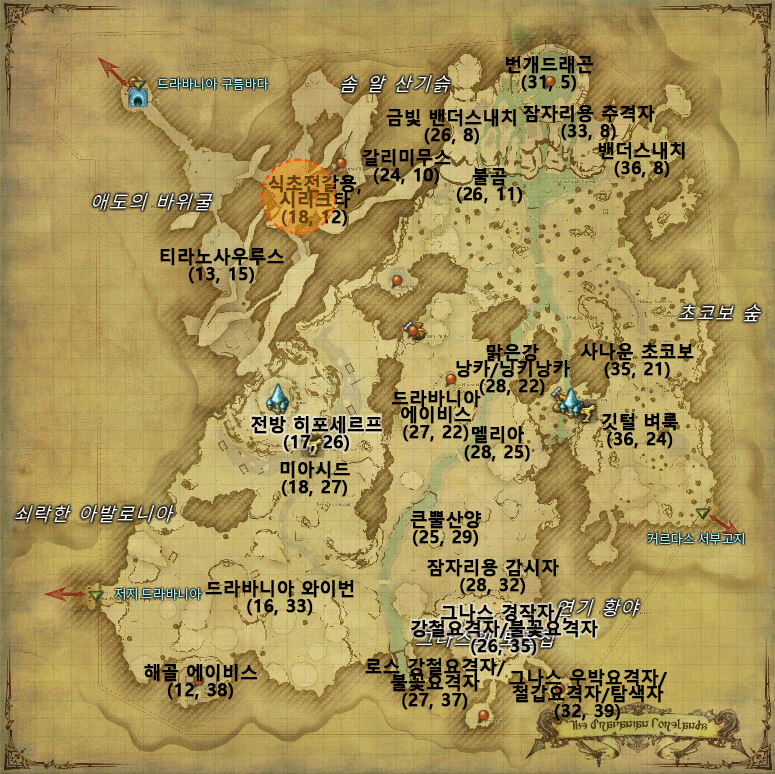 번개드래곤
(31, 5)
솜 알 산기슭
드라바니아 구름바다
금빛 밴더스내치
(26, 8)
잠자리용 추격자
(33, 8)
갈리미무스
(24, 10)
밴더스내치
(36, 8)
불곰
(26, 11)
식초전갈용,
시라크타
(18, 12)
애도의 바위굴
티라노사우루스
(13, 15)
초코보 숲
맑은강
낭카/닝키낭카
(28, 22)
사나운 초코보
(35, 21)
드라바니아
에이비스
(27, 22)
멜리아
(28, 25)
깃털 벼룩
(36, 24)
전방 히포세르프
(17, 26)
미아시드
(18, 27)
쇠락한 아발로니아
큰뿔산양
(25, 29)
커르다스 서부고지
잠자리용 감시자
(28, 32)
저지 드라바니아
드라바니야 와이번
(16, 33)
연기 황야
그나스 경작자/
강철요격자/불꽃요격자
(26, 35)
해골 에이비스
(12, 38)
로스 강철요격자/
불꽃요격자
(27, 37)
그나스 우박요격자/
철갑요격자/탐색자
(32, 39)
The Dravanian Forelands